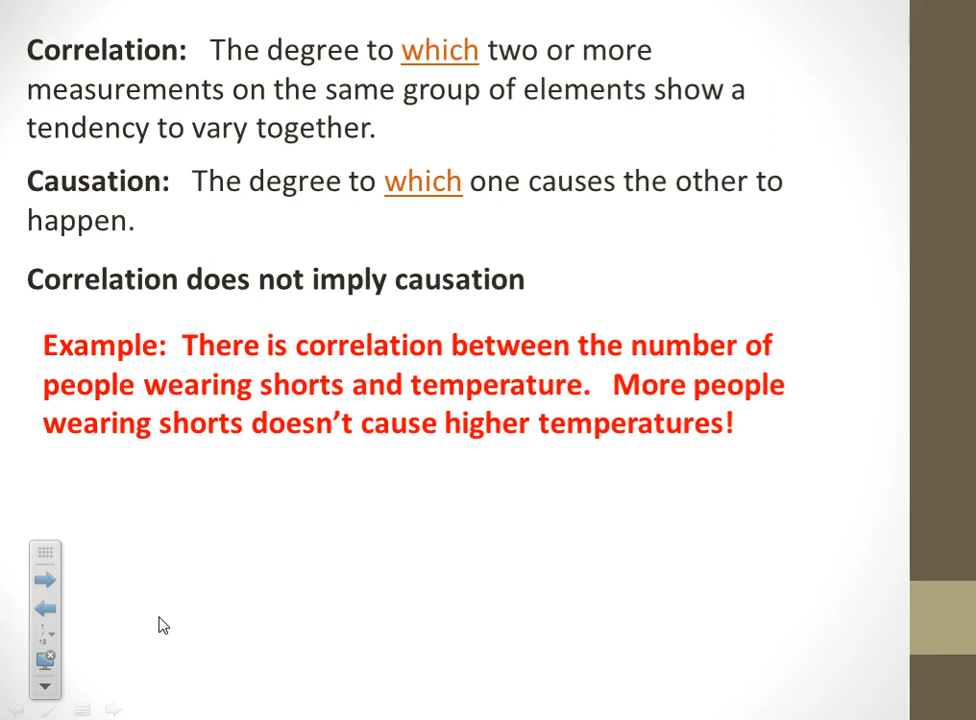 Correlation: The degree to which two or more
measurements on the same group of elements show a
tendency to vary together.
Causation: The degree to which one causes the other to
happen.
Correlation does not imply causation
Example: There is correlation between the number of
people wearing shorts and temperature. More people
wearing shorts doesn't cause higher temperatures!
1
/
13